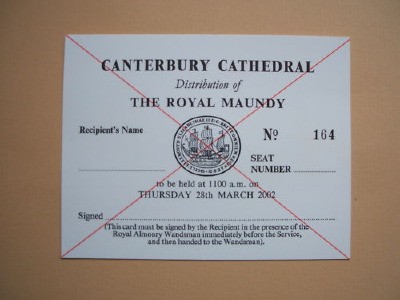 CANTERBURY CATHEDRAL
Distribution of
THE ROYAL MAUNDY
Recipient's Name
No 164
SEAT
NUMBER
to be held at 1100 a.m. on
THURSDAY 28th MARCH 2002
Signed
(This card must be signed by the Recipient in the presence of the
Royal Almonry Wandsman immediately before the Service,
and then handed to the Wandsman)